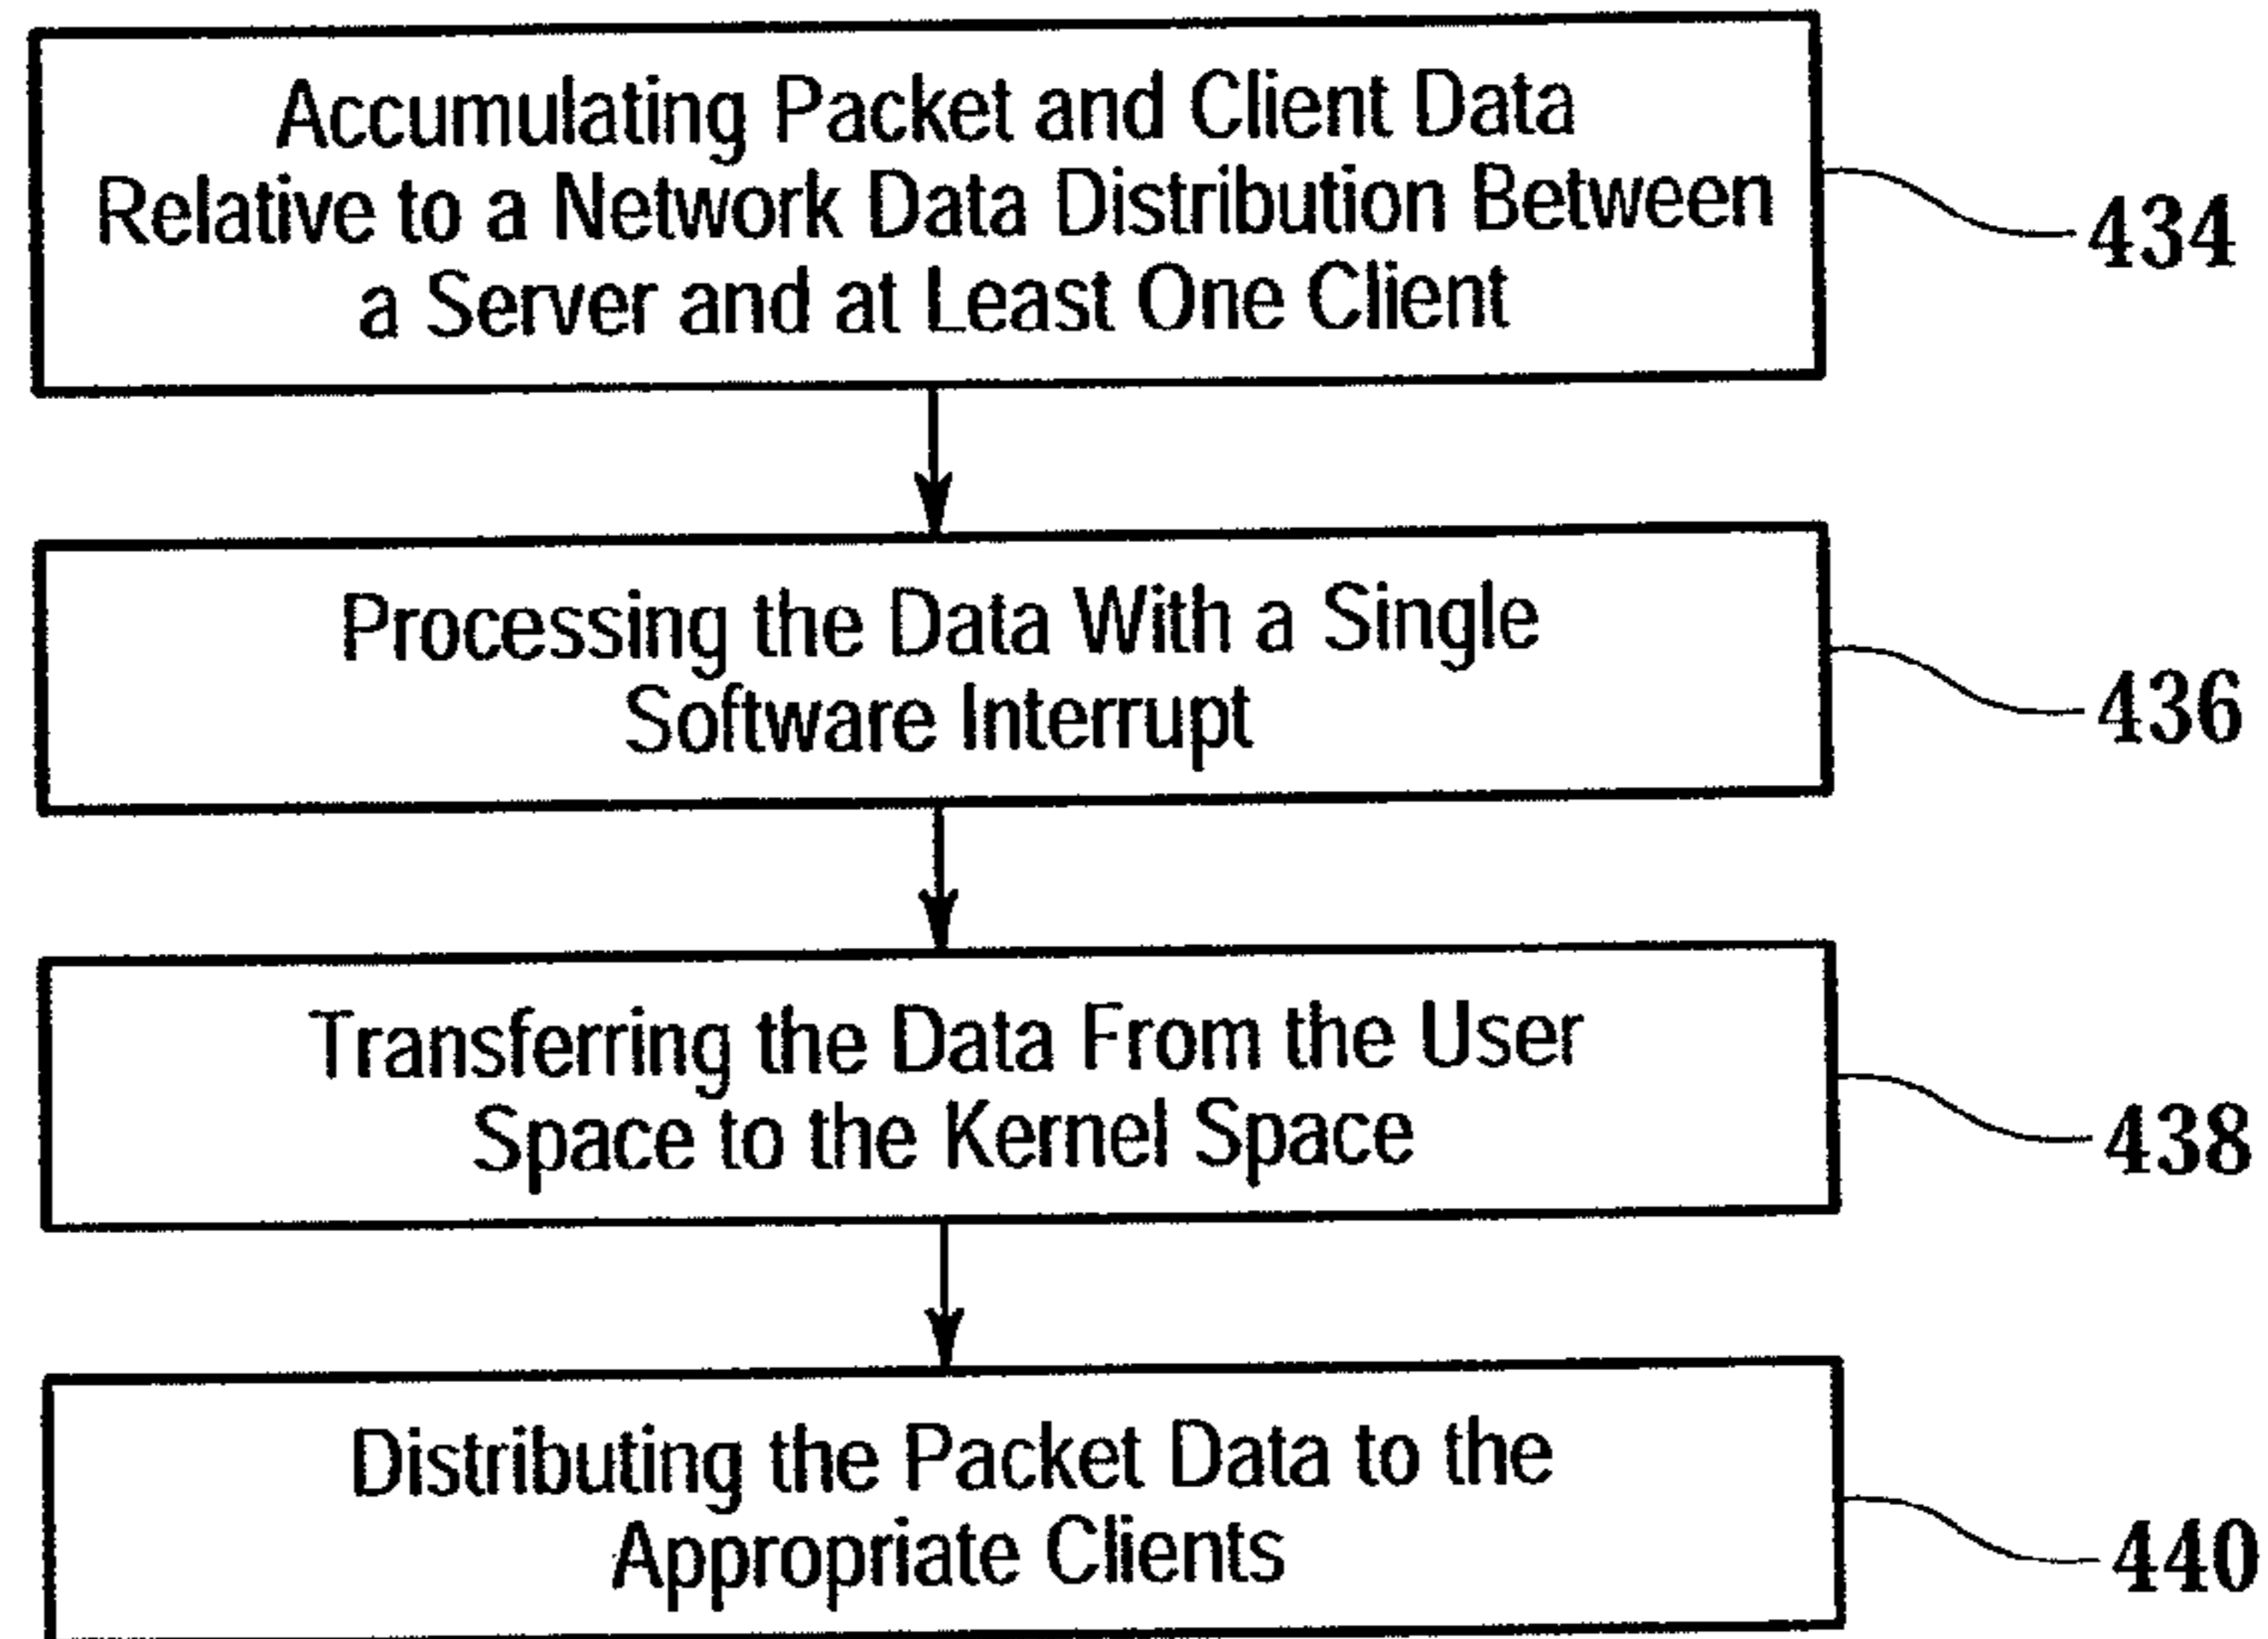 Accumulating Packet and Client Data
Relative to a Network Data Distribution Between
a Server and at Least One Client
434
Processing the Data With a Single
Software Interrupt
436
Transferring the Data From the User
Space to the Kernel Space
438
Distributing the Packet Data to the
Appropriate Clients
440